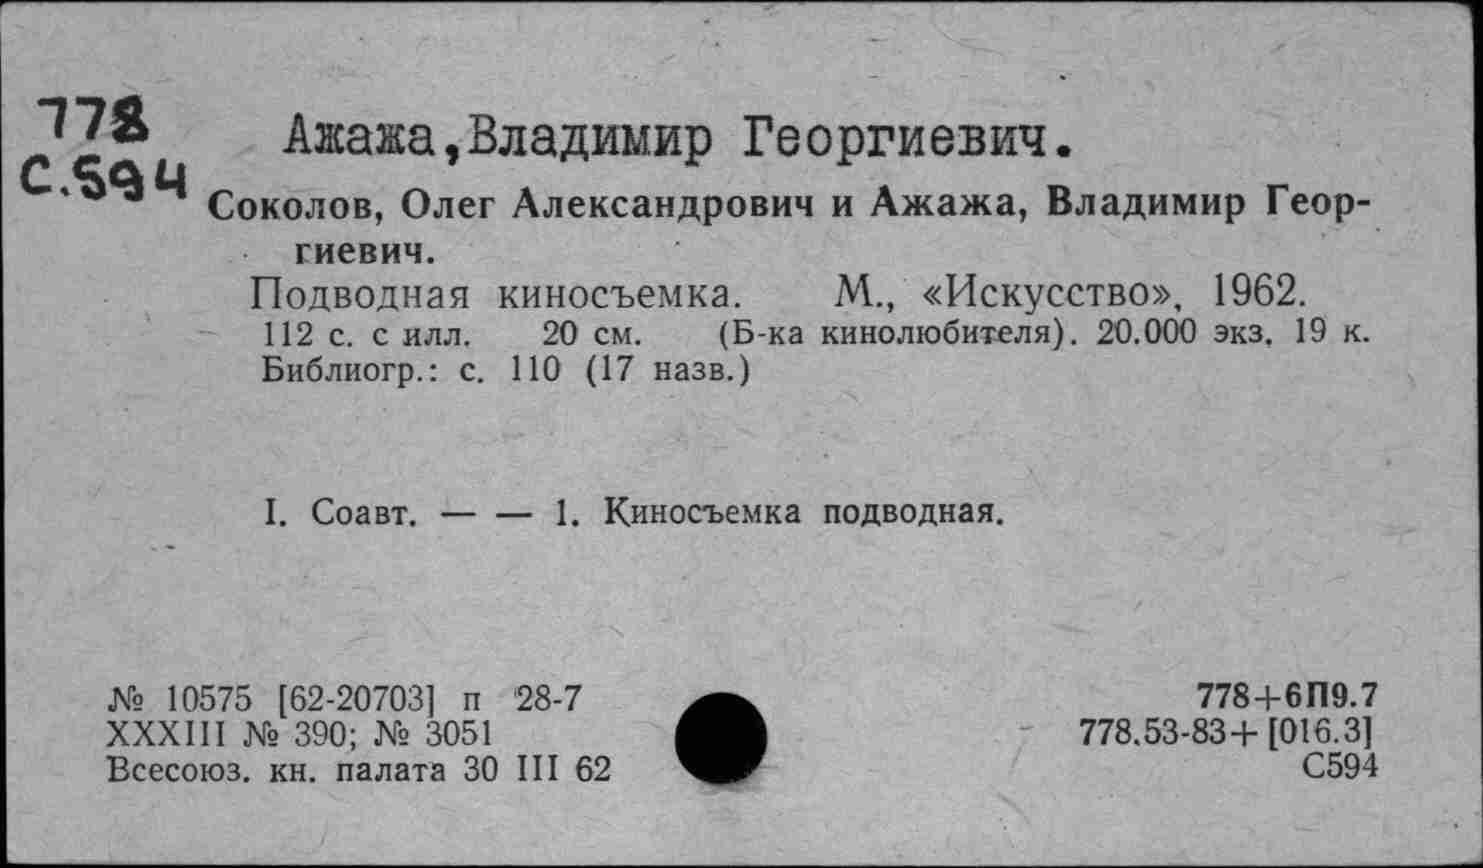 778
С.594
Ажажа,Владимир Георгиевич.
Соколов, Олег Александрович и Ажажа, Владимир Геор-
гиевич.
Подводная киносъемка. М., «Искусство», 1962.
112 с. с илл. 20 см. (Б-ка кинолюбителя). 20.000 экз. 19 к.
Библиогр.: с. 110 (17 назв.)
I. Соавт. — — 1. Киносъемка подводная.
№ 10575 [62-20703] п 28-7
XXXIII № 390; № 3051
Всесоюз. кн. палата 30 III 62
778+6П9.7
778.53-83+[016.3]
С594